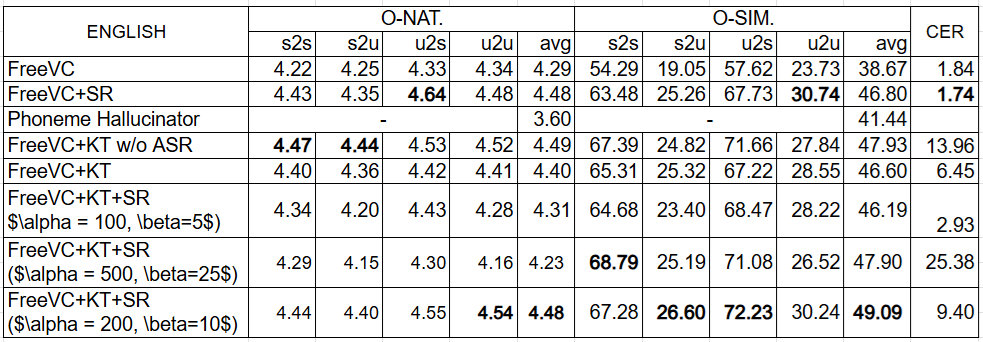 ENGLISH O-NAT. O-SIM. CER
s2s s2u u2s u2u avg s2s s2u u2s u2u avg
FreeVC 4.22 4.25 4.33 4.34 4.29 54.29 19.05 57.62 23.73 38.67 1.84
FreeVC+SR 4.43 4.35 4.64 4.48 4.48 63.48 25.26 67.73 30.74 46.80 1.74
Phoneme Hallucinator - 3.60 - 41.44
FreeVC+KT w/o ASR 4.47 4.44 4.53 4.52 4.49 67.39 24.82 71.66 27.84 47.93 13.96
FreeVC+KT 4.40 4.36 4.42 4.41 4.40 65.31 25.32 67.22 28.55 46.60 6.45
FreeVC+KT+SR
$\alpha = 100, \beta=5$) 4.34 4.20 4.43 4.28 4.31 64.68 23.40 68.47 28.22 46.19 2.93
FreeVC+KT+SR
($\alpha = 500, \beta=25$) 4.29 4.15 4.30 4.16 4.23 68.79 25.19 71.08 26.52 47.90 25.38
FreeVC+KT+SR
($\alpha = 200, \beta=10$) 4.44 4.40 4.55 4.54 4.48 67.28 26.60 72.23 30.24 49.09 9.40